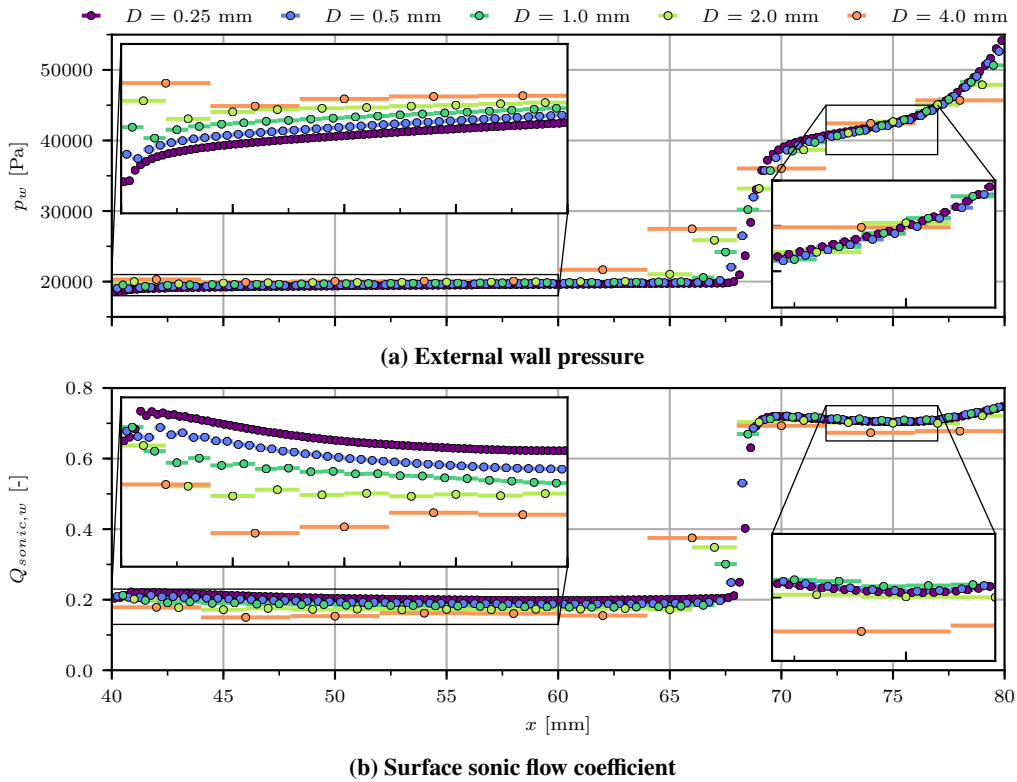 D = 0.25 mm D = 0.5 mm D = 1.0 mm D = 2.0 mm D = 4.0 mm
50000
40000
30000
20000
p_w [Pa]
(a) External wall pressure
0.8
0.6
0.4
0.2
0.0
Q_{sonic,w} [-]
40 45 50 55 60 65 70 75 80
x [mm]
(b) Surface sonic flow coefficient